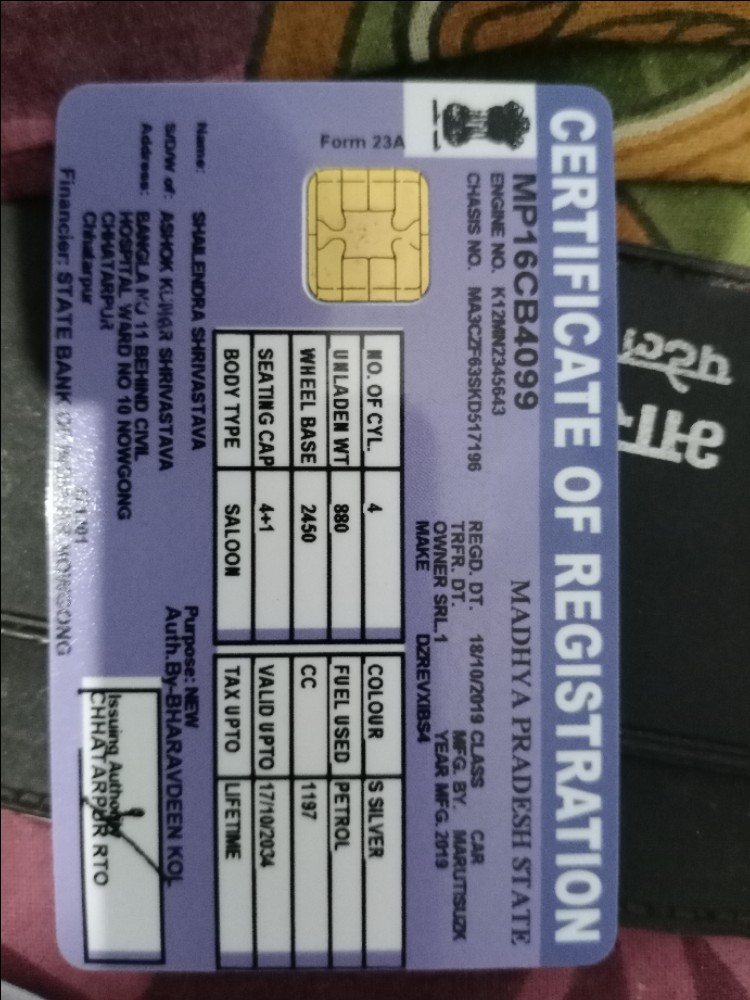 CERTIFICATE OF REGISTRATION
MADHYA PRADESH STATE
MP16CB4099
ENGINE NO. K12MN2345643
CHASIS NO. MA3CZF63SKD517196
REGD. DT. 18/10/2019 CLASS CAR
TRFR. DT. MFG. BY. MARUTISUZK
OWNER SRL.1 YEAR MFG. 2019
MAKE DZREVXIBS4
Form 23A
NO. OF CYL. 4 COLOUR S SILVER
UNLADEN WT 880 FUEL USED PETROL
WHEEL BASE 2450 CC 1197
SEATING CAP 4+1 VALID UPTO 17/10/2034
BODY TYPE SALOON TAX UPTO LIFETIME
Name: SHAILENDRA SHRIVASTAVA
S/D/W of: ASHOK KUMAR SHRIVASTAVA
Address: BANGLA NO 11 BEHIND CIVIL
HOSPITAL WARD NO 10 NOWGONG
CHHATARPUR
Chhatarpur
Purpose: NEW
Auth.By-BHARAVDEEN KOL
Issuing Authority
CHHATARPUR RTO
Financier: STATE BANK NOWGONG